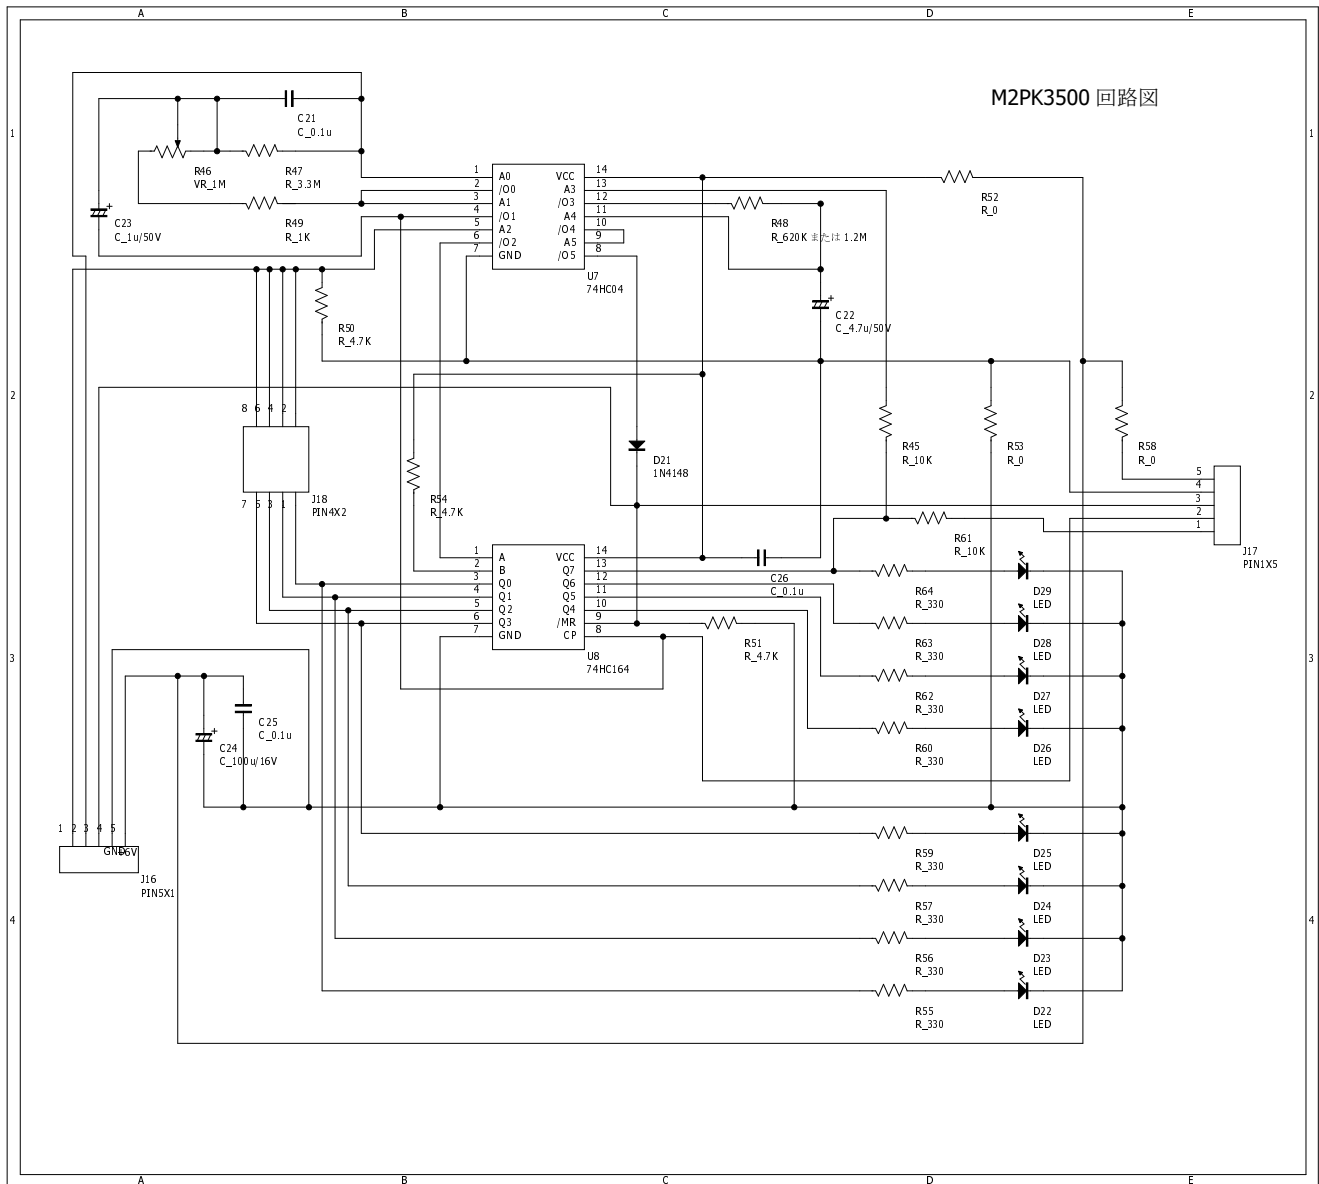 A B C D E
M2PK3500 回路図
1
1
C21
C_0.1u
R46
VR_1M
R47
R_3.3M
C23
C_1u/50V
R49
R_1K
1 A0 VCC 14
2 /O0 A3 13
3 A1 /O3 12
4 /O1 A4 11
5 A2 /O4 10
6 /O2 A5 9
7 GND /O5 8
U7
74HC04
R52
R_0
R48
R_620K または 1.2M
R50
R_4.7K
C22
C_4.7u/50V
2
2
8 6 4 2
7 5 3 1
J18
PIN4X2
R54
R_4.7K
D21
1N4148
R45
R_10K
R53
R_0
R58
R_0
5
4
3
2
1
J17
PIN1X5
R61
R_10K
1 A VCC 14
2 B Q7 13
3 Q0 Q6 12
4 Q1 Q5 11
5 Q2 Q4 10
6 Q3 /MR 9
7 GND CP 8
U8
74HC164
C26
C_0.1u
R51
R_4.7K
R64
R_330
D29
LED
R63
R_330
D28
LED
3
3
R62
R_330
D27
LED
R60
R_330
D26
LED
C25
C_0.1u
C24
C_100u/16V
1 2 3 4 5
GND +6V
J16
PIN5X1
R59
R_330
D25
LED
R57
R_330
D24
LED
4
4
R56
R_330
D23
LED
R55
R_330
D22
LED
A B C D E